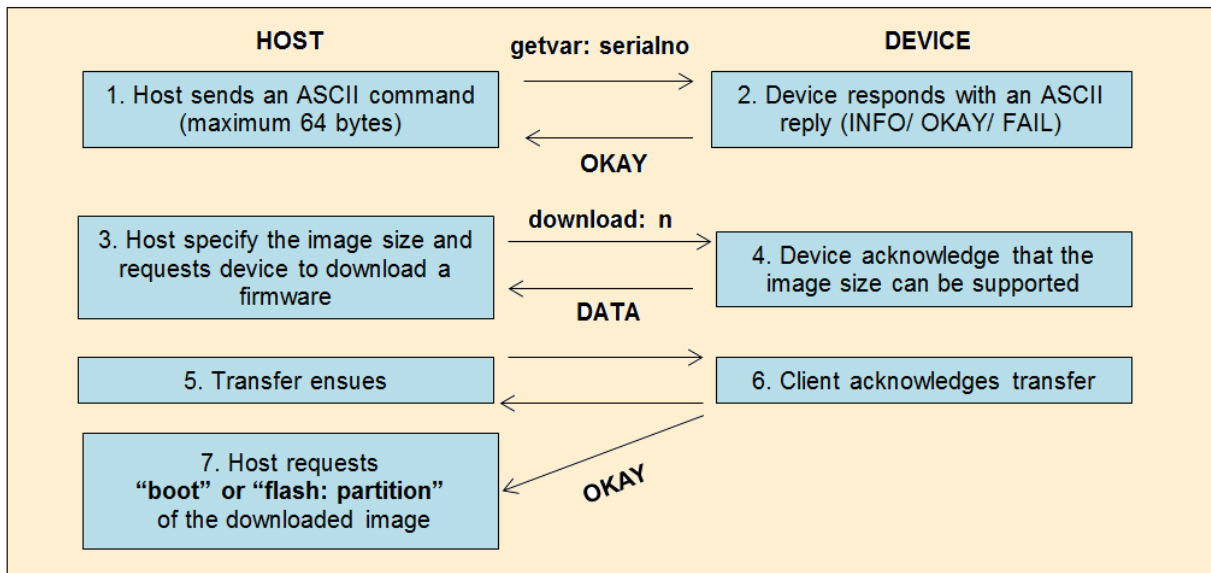 HOST
getvar: serialno
DEVICE
1. Host sends an ASCII command
(maximum 64 bytes)
2. Device responds with an ASCII
reply (INFO/ OKAY/ FAIL)
OKAY
download: n
3. Host specify the image size and
requests device to download a
firmware
4. Device acknowledge that the
image size can be supported
DATA
5. Transfer ensues
6. Client acknowledges transfer
7. Host requests
“boot” or “flash: partition”
of the downloaded image
OKAY